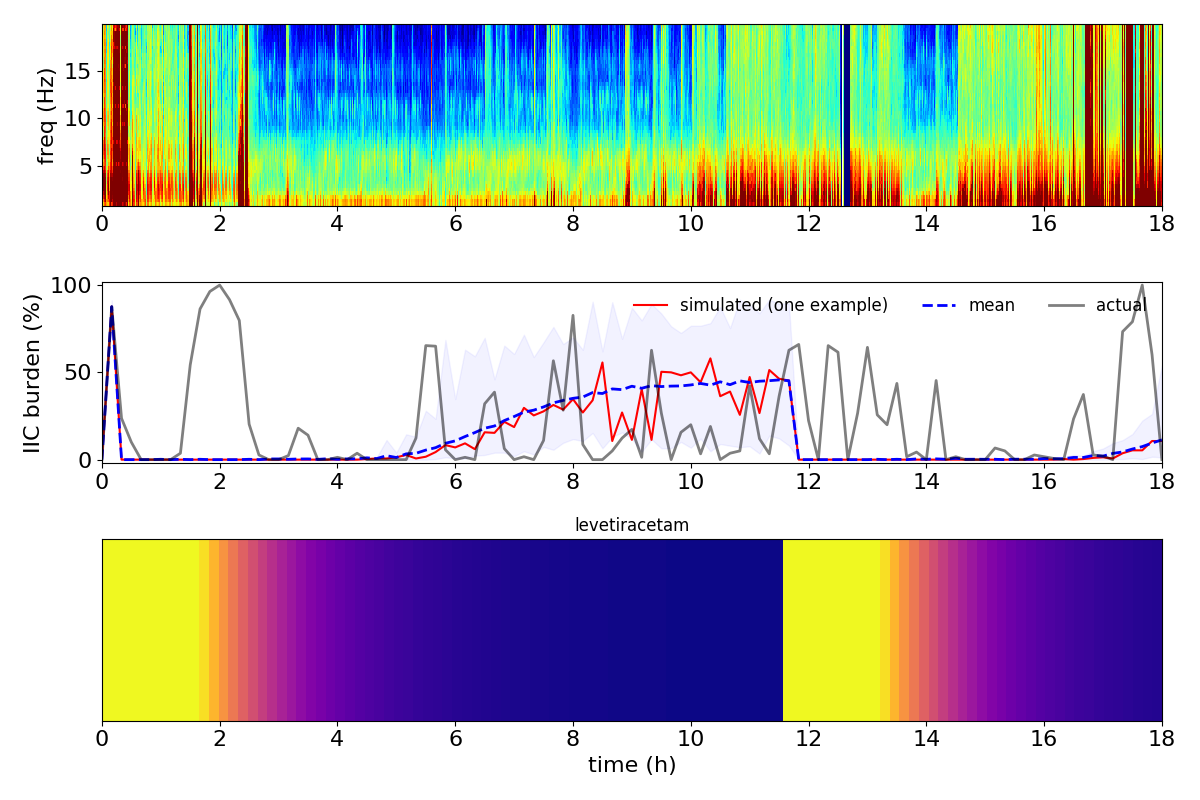 freq (Hz)
15
10
5
0 2 4 6 8 10 12 14 16 18
IIC burden (%)
100
50
0
simulated (one example) mean actual
0 2 4 6 8 10 12 14 16 18
levetiracetam
0 2 4 6 8 10 12 14 16 18
time (h)